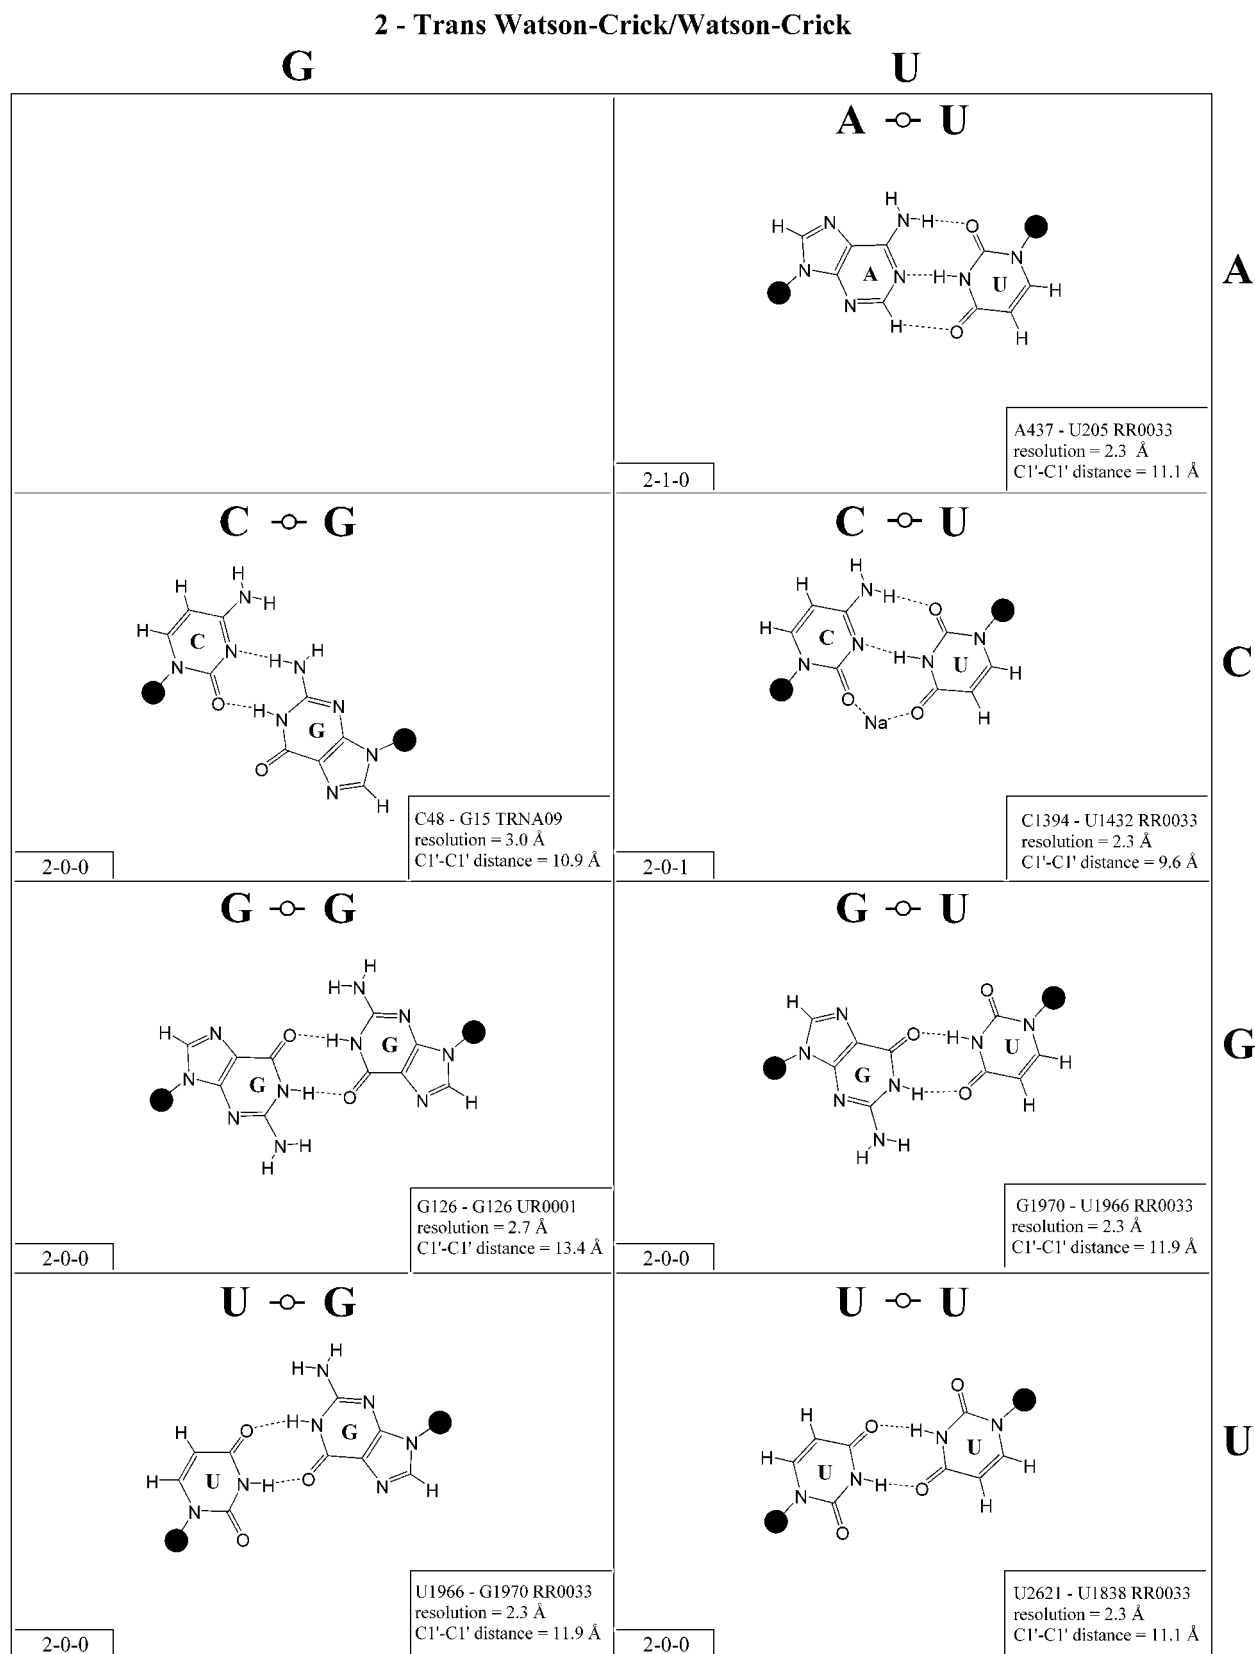 2 - Trans Watson-Crick/Watson-Crick
G U
A U
H
H N N H O
N N
N A N H N U H
N H O H
A
A437 - U205 RR0033
resolution = 2.3 Å
C1'-C1' distance = 11.1 Å
2-1-0
C G
H H
N H
H C N H H
N N
O H N N
G
O N
N H
C48 - G15 TRNA09
resolution = 3.0 Å
C1'-C1' distance = 10.9 Å
2-0-0
C U
H
H N H O
H C N N
N H N U H
O Na O H
C
C1394 - U1432 RR0033
resolution = 2.3 Å
C1'-C1' distance = 9.6 Å
2-0-1
G G
H
H N
H N O H N N
N G N H G N
N O N H
H N H
G126 - G126 UR0001
resolution = 2.7 Å
C1'-C1' distance = 13.4 Å
2-0-0
G U
H N O
N O H N N
N G N H U H
N O H
H N H
G
G1970 - U1966 RR0033
resolution = 2.3 Å
C1'-C1' distance = 11.9 Å
2-0-0
U G
H
H N
H O H N N
H U N H G N
N O N H
O
U1966 - G1970 RR0033
resolution = 2.3 Å
C1'-C1' distance = 11.9 Å
2-0-0
U U
O
H O H N N
H U N H U H
N O H
O
U
U2621 - U1838 RR0033
resolution = 2.3 Å
C1'-C1' distance = 11.1 Å
2-0-0